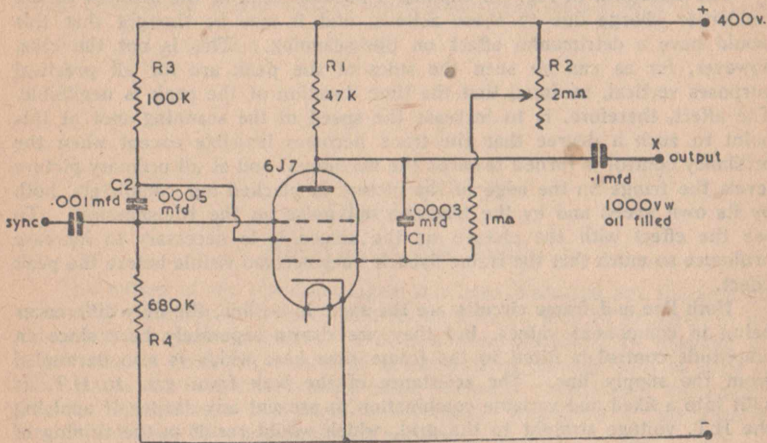 +
400v.
R3
100K
R1
47K
R2
2mΩ
6J7
X
output
.1mfd
1000 v w
oil filled
C2
.001mfd
.0005
mfd
sync
.0003
mfd
C1
1mΩ
680K
R4
-